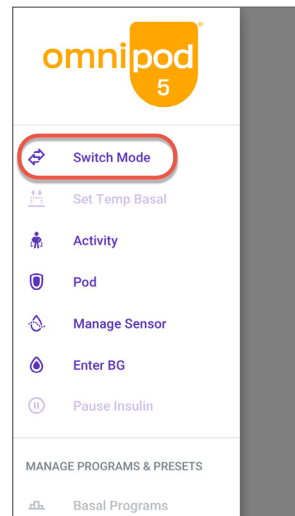 omnipod
5
Switch Mode
Set Temp Basal
Activity
Pod
Manage Sensor
Enter BG
Pause Insulin
MANAGE PROGRAMS & PRESETS
Basal Programs